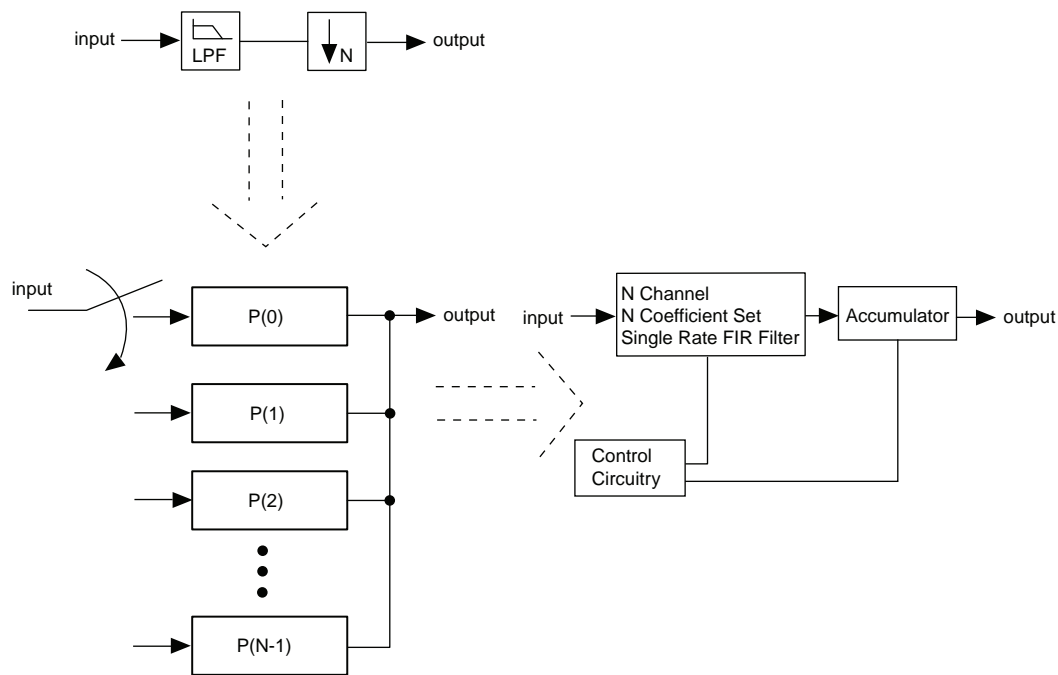 input
LPF
N
output
input
P(0)
output
P(1)
P(2)
P(N-1)
input
N Channel
N Coefficient Set
Single Rate FIR Filter
Accumulator
output
Control
Circuitry